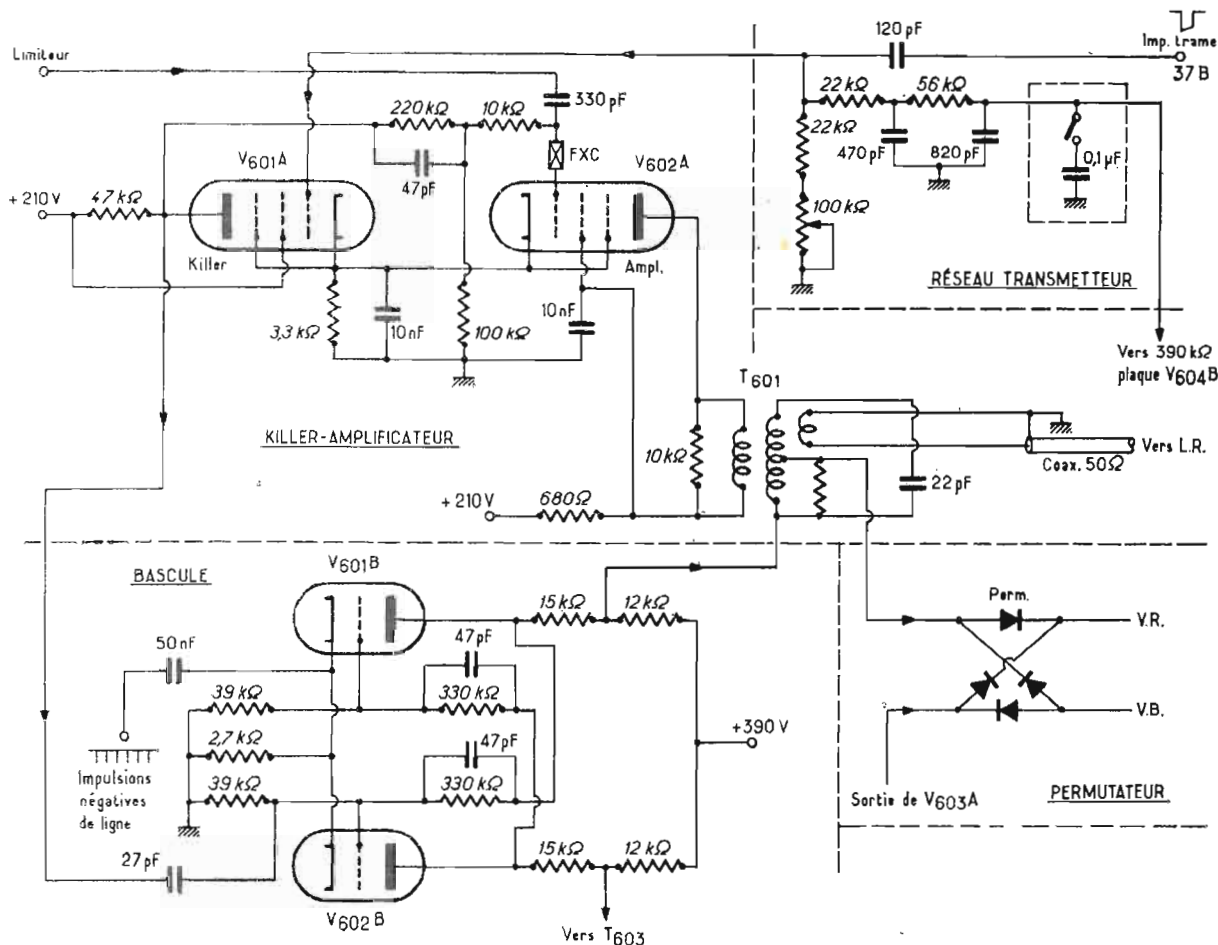 Limiteur
120 pF
Imp. trame
37 B
330 pF
22 kΩ
56 kΩ
220 kΩ
10 kΩ
V601A
47 pF
FXC
V602A
22 kΩ
470 pF
820 pF
0,1 µF
+210 V
47 kΩ
100 kΩ
Killer
Ampl.
RÉSEAU TRANSMETTEUR
3,3 kΩ
10 nF
100 kΩ
10 nF
Vers 390 kΩ
plaque V604B
T601
KILLER-AMPLIFICATEUR
10 kΩ
Vers L.R.
Coax. 50Ω
22 pF
+210 V
680Ω
BASCULE
V601B
15 kΩ
12 kΩ
Perm.
V.R.
50 nF
47 pF
39 kΩ
330 kΩ
2,7 kΩ
47 pF
+390 V
V.B.
39 kΩ
330 kΩ
Impulsions
négatives
de ligne
Sortie de V603A
PERMUTATEUR
27 pF
15 kΩ
12 kΩ
V602B
Vers T603